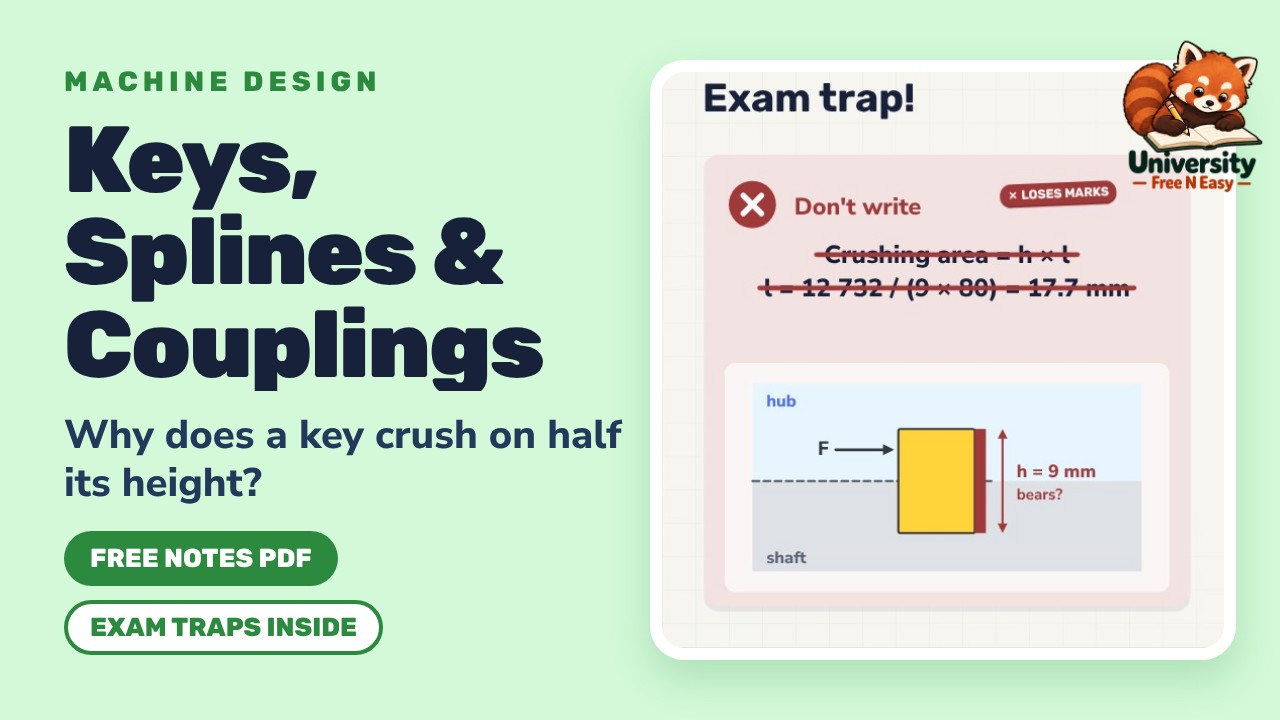 MACHINE DESIGN
Keys,
Splines &
Couplings
Why does a key crush on half
its height?
FREE NOTES PDF
EXAM TRAPS INSIDE
Exam trap!
Don't write
× LOSES MARKS
Crushing area = h × l
l = 12 732 / (9 × 80) = 17.7 mm
hub
F
h = 9 mm
bears?
shaft
University
Free N Easy